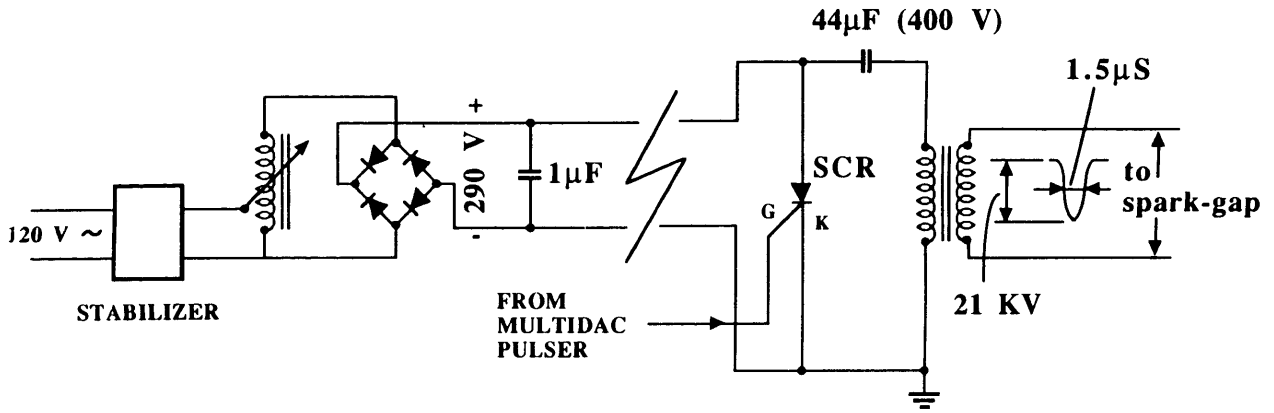 44μF (400 V)
1.5μS
+
290 V
-
1μF
SCR
G
K
to
spark-gap
120 V ~
STABILIZER
FROM
MULTIDAC
PULSER
21 KV